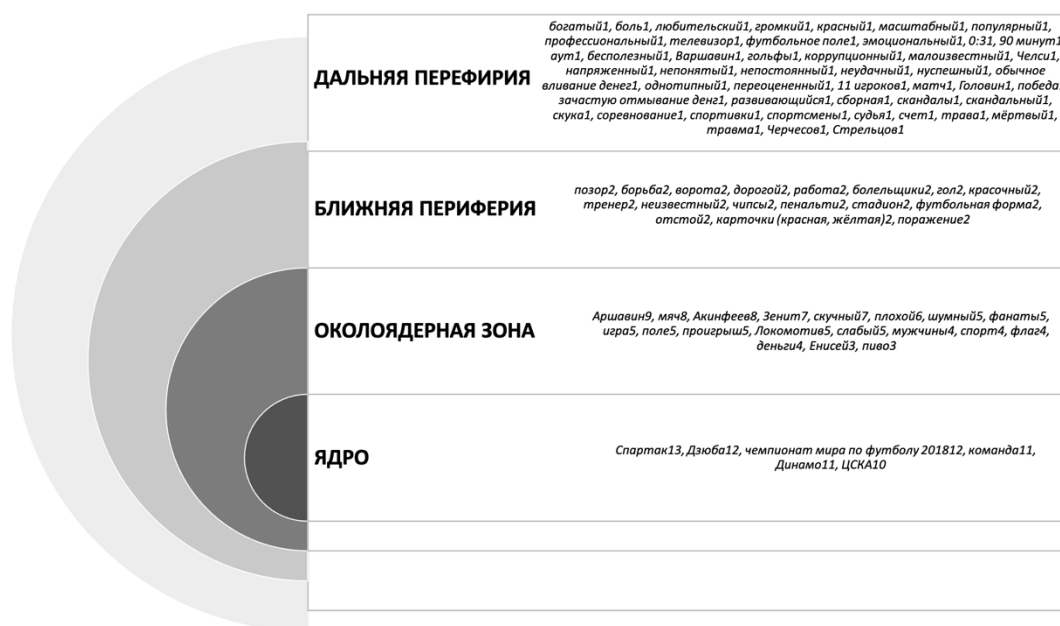 ДАЛЬНЯЯ ПЕРЕФИРИЯ
богатый1, боль1, любительский1, громкий1, красный1, масштабный1, популярный1,
профессиональный1, телевизор1, футбольное поле1, эмоциональный1, 0:31, 90 минут1
аут1, бесполезный1, Варшавин1, гольфы1, коррупционный1, малоизвестный1, Челси1,
напряженный1, непонятый1, непостоянный1, неудачный1, нуспешный1, обычное
вливание денег1, однотипный1, переоцененный1, 11 игроков1, матч1, Головин1, победа1
зачастую отмывание денг1, развивающийся1, сборная1, скандалы1, скандальный1,
скука1, соревнование1, спортивки1, спортсмены1, судья1, счет1, трава1, мёртвый1,
травма1, Черчесов1, Стрельцов1
БЛИЖНЯЯ ПЕРИФЕРИЯ
позор2, борьба2, ворота2, дорогой2, работа2, болельщики2, гол2, красочный2,
тренер2, неизвестный2, чипсы2, пенальти2, стадион2, футбольная форма2,
отстой2, карточки (красная, жёлтая)2, поражение2
ОКОЛОЯДЕРНАЯ ЗОНА
Аршавин9, мяч8, Акинфеев8, Зенит7, скучный7, плохой6, шумный5, фанаты5,
игра5, поле5, проигрыш5, Локомотив5, слабый5, мужчины4, спорт4, флаг4,
деньги4, Енисей3, пиво3
ЯДРО
Спартак13, Дзюба12, чемпионат мира по футболу 201812, команда11,
Динамо11, ЦСКА10